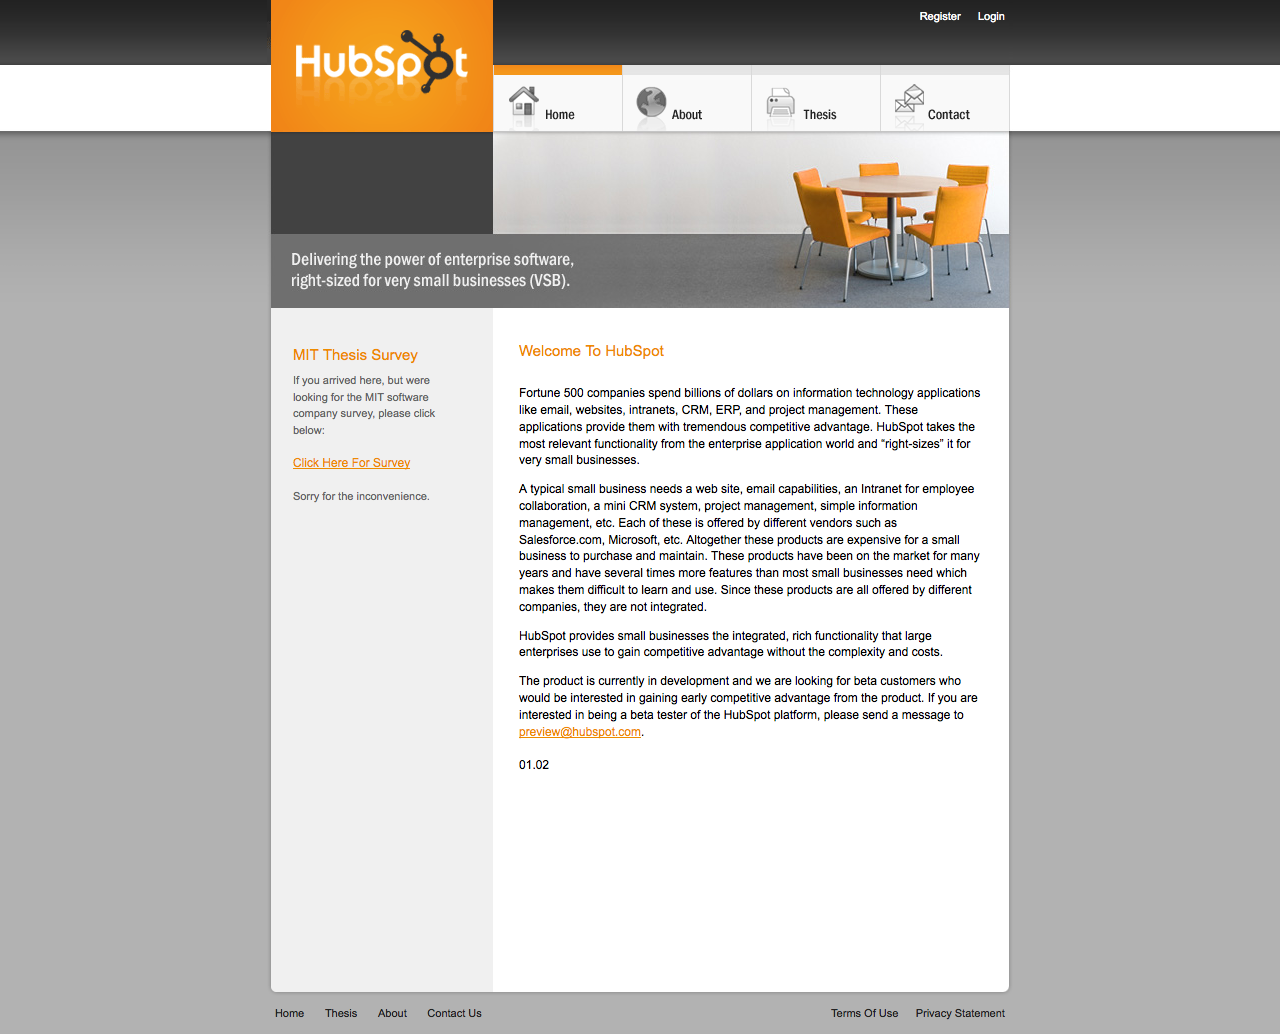 Register Login
HubSpot
Home About Thesis Contact
Delivering the power of enterprise software,
right-sized for very small businesses (VSB).
MIT Thesis Survey
If you arrived here, but were
looking for the MIT software
company survey, please click
below:
Click Here For Survey
Sorry for the inconvenience.
Welcome To HubSpot
Fortune 500 companies spend billions of dollars on information technology applications
like email, websites, intranets, CRM, ERP, and project management. These
applications provide them with tremendous competitive advantage. HubSpot takes the
most relevant functionality from the enterprise application world and “right-sizes” it for
very small businesses.
A typical small business needs a web site, email capabilities, an Intranet for employee
collaboration, a mini CRM system, project management, simple information
management, etc. Each of these is offered by different vendors such as
Salesforce.com, Microsoft, etc. Altogether these products are expensive for a small
business to purchase and maintain. These products have been on the market for many
years and have several times more features than most small businesses need which
makes them difficult to learn and use. Since these products are all offered by different
companies, they are not integrated.
HubSpot provides small businesses the integrated, rich functionality that large
enterprises use to gain competitive advantage without the complexity and costs.
The product is currently in development and we are looking for beta customers who
would be interested in gaining early competitive advantage from the product. If you are
interested in being a beta tester of the HubSpot platform, please send a message to
preview@hubspot.com.
01.02
Home Thesis About Contact Us Terms Of Use Privacy Statement